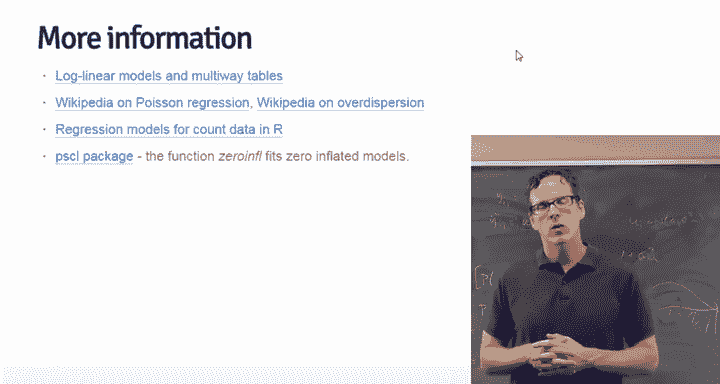 More information
Log-linear models and multiway tables
Wikipedia on Poisson regression, Wikipedia on overdispersion
Regression models for count data in R
pscl package - the function zeroinfl fits zero inflated models.